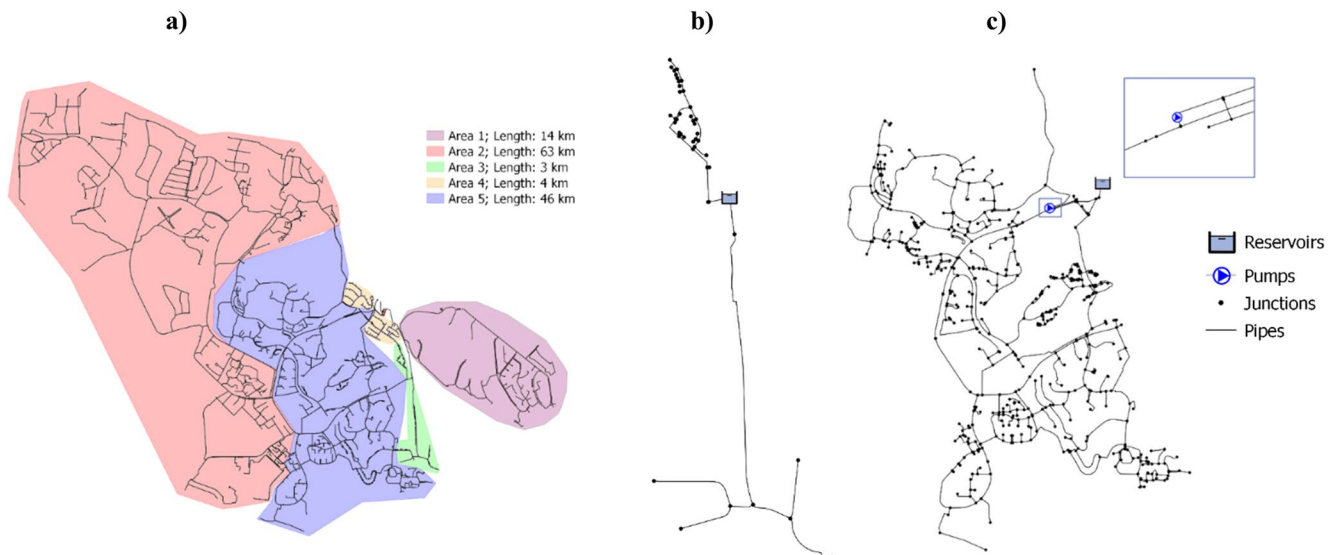 a)
b)
c)
Area 1; Length: 14 km
Area 2; Length: 63 km
Area 3; Length: 3 km
Area 4; Length: 4 km
Area 5; Length: 46 km
Reservoirs
Pumps
Junctions
Pipes